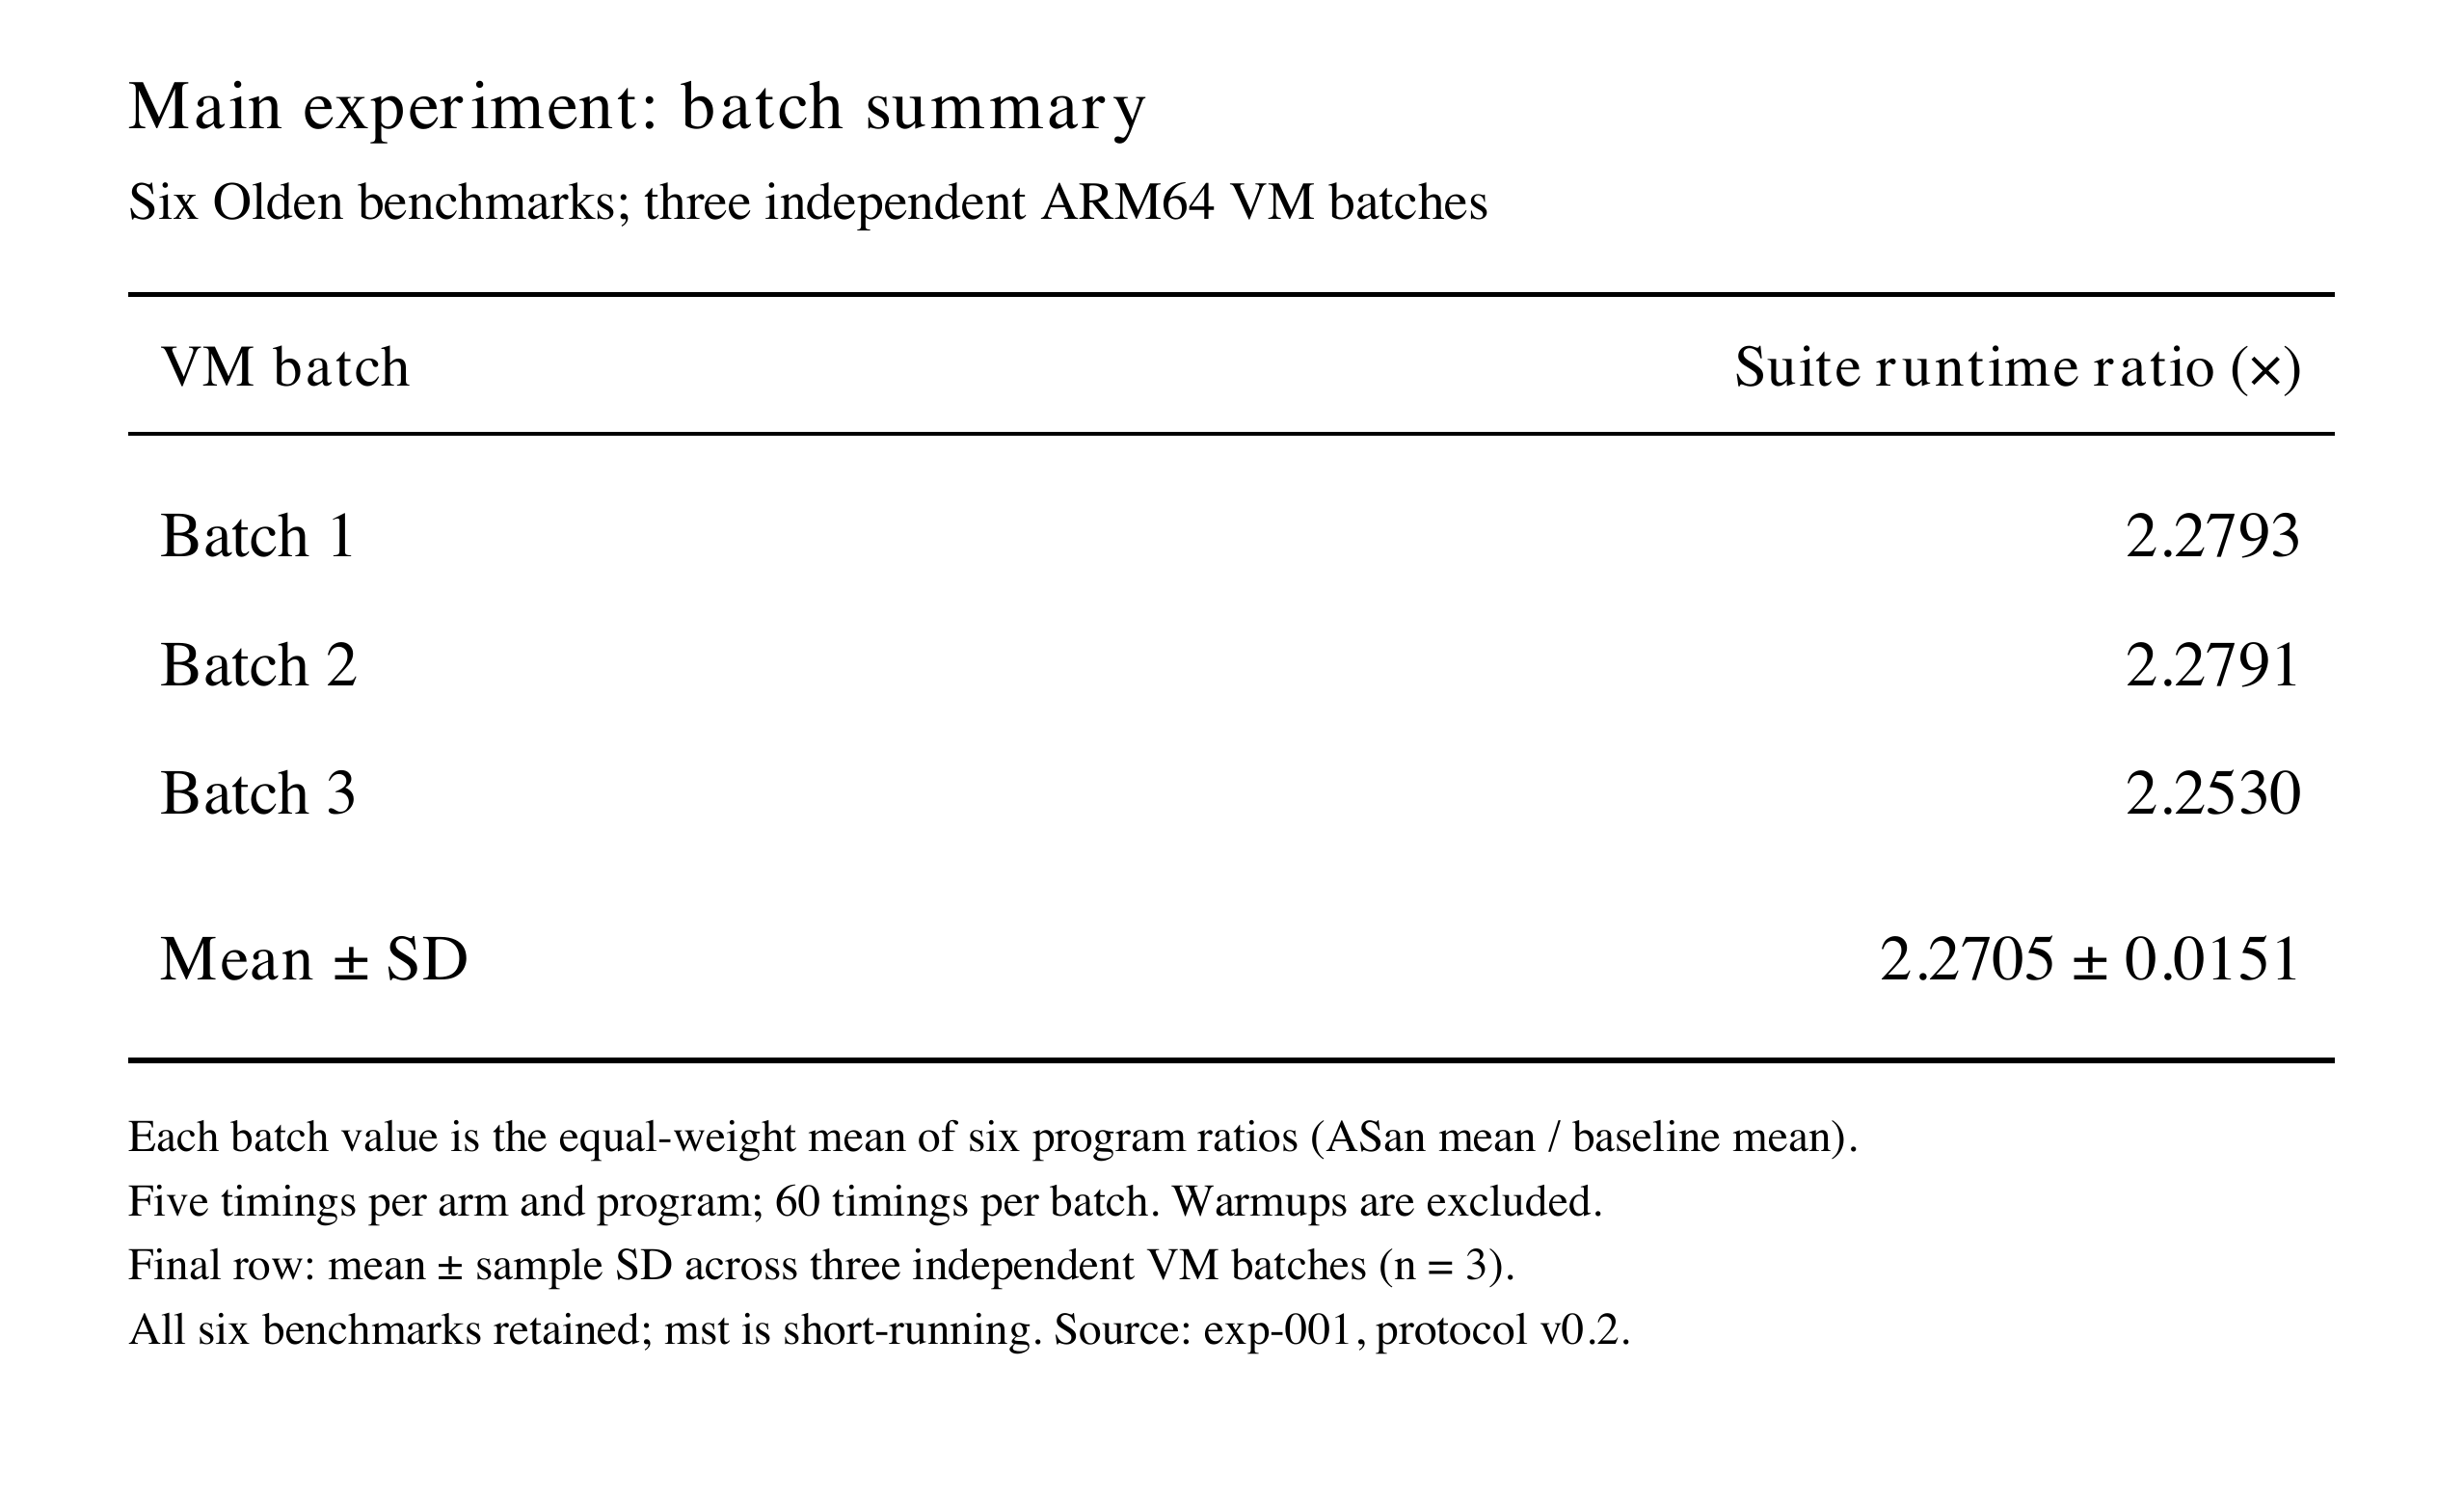 Main experiment: batch summary
Six Olden benchmarks; three independent ARM64 VM batches
VM batch Suite runtime ratio (×)
Batch 1 2.2793
Batch 2 2.2791
Batch 3 2.2530
Mean ± SD 2.2705 ± 0.0151
Each batch value is the equal-weight mean of six program ratios (ASan mean / baseline mean).
Five timings per arm and program; 60 timings per batch. Warmups are excluded.
Final row: mean ± sample SD across three independent VM batches (n = 3).
All six benchmarks retained; mst is short-running. Source: exp-001, protocol v0.2.